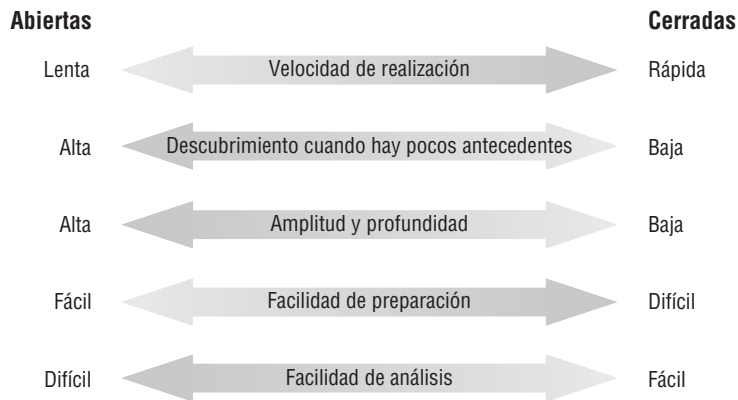 Abiertas Cerradas
Lenta Velocidad de realización Rápida
Alta Descubrimiento cuando hay pocos antecedentes Baja
Alta Amplitud y profundidad Baja
Fácil Facilidad de preparación Difícil
Difícil Facilidad de análisis Fácil